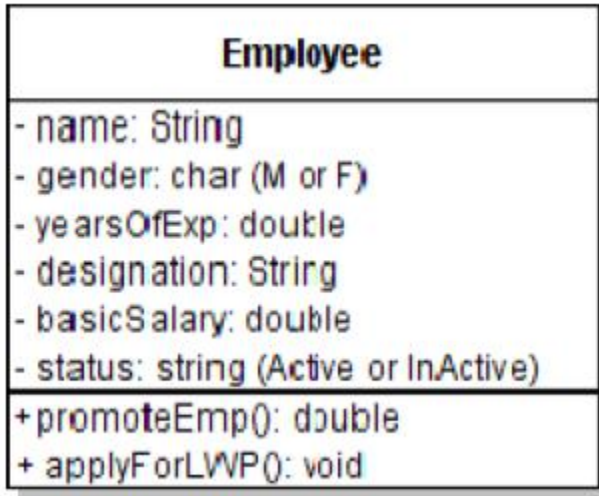 Employee
- name: String
- gender: char (M or F)
- yearsOfExp: double
- designation: String
- basicSalary: double
- status: string (Active or InActive)
+promoteEmp(): double
+ applyForLWP(): void